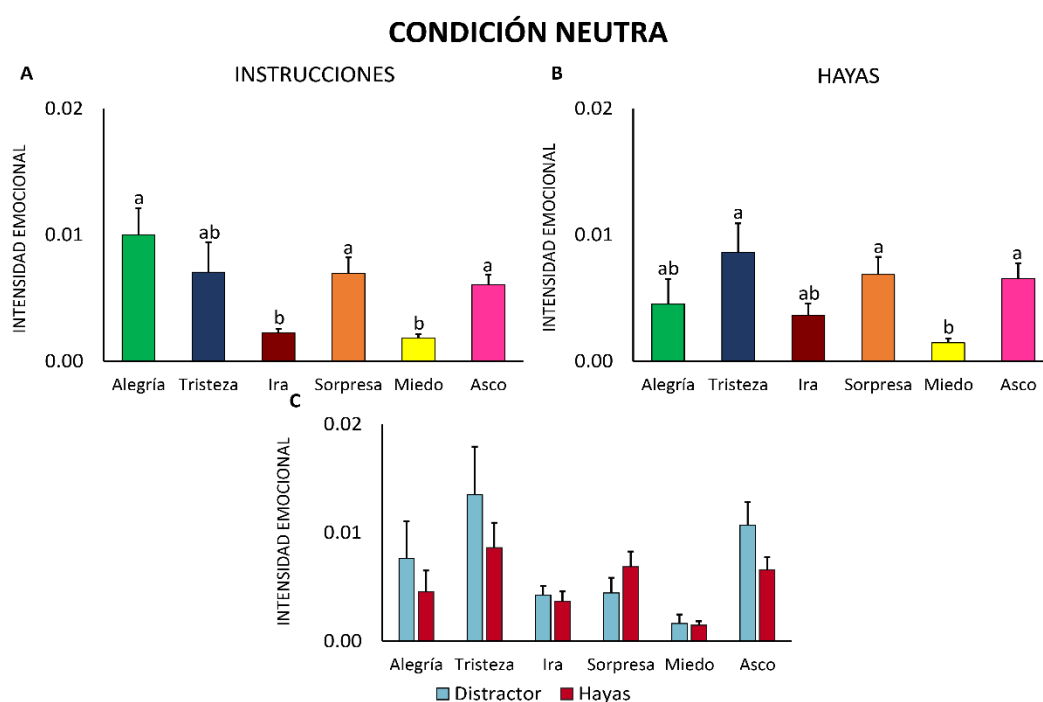 CONDICIÓN NEUTRA
A
INSTRUCCIONES
INTENSIDAD EMOCIONAL
0.02
0.01
0.00
a
ab
b
a
b
a
Alegría Tristeza Ira Sorpresa Miedo Asco
B
HAYAS
INTENSIDAD EMOCIONAL
0.02
0.01
0.00
ab
a
ab
a
b
a
Alegría Tristeza Ira Sorpresa Miedo Asco
C
INTENSIDAD EMOCIONAL
0.02
0.01
0.00
Alegría Tristeza Ira Sorpresa Miedo Asco
Distractor Hayas